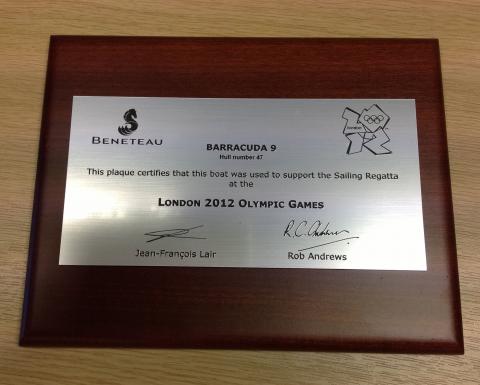 BENETEAU
london
BARRACUDA 9
Hull number 47
This plaque certifies that this boat was used to support the Sailing Regatta
at the
LONDON 2012 OLYMPIC GAMES
R.C. Andrews
Jean-François Lair
Rob Andrews